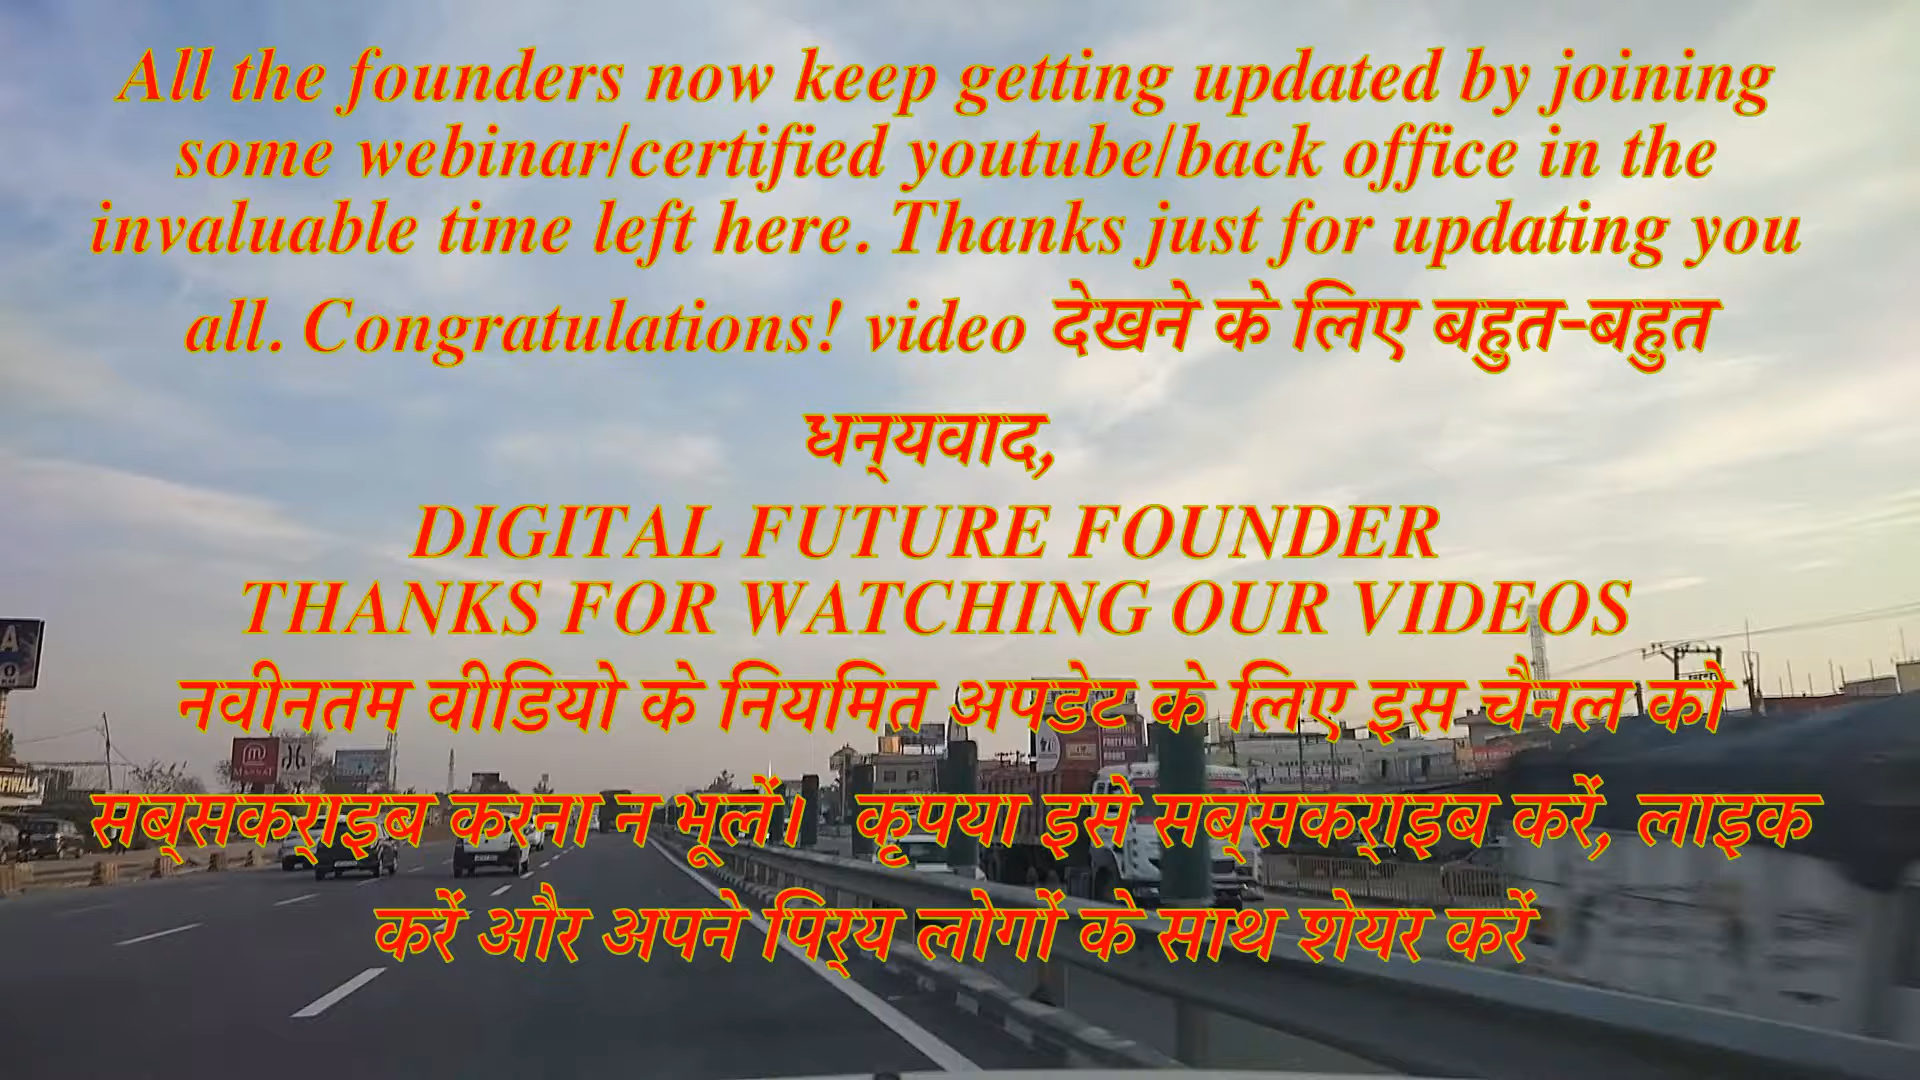 All the founders now keep getting updated by joining
some webinar/certified youtube/back office in the
invaluable time left here. Thanks just for updating you
all. Congratulations! video देखने के लिए बहुत-बहुत
धन्यवाद,
DIGITAL FUTURE FOUNDER
THANKS FOR WATCHING OUR VIDEOS
नवीनतम वीडियो के नियमित अपडेट के लिए इस चैनल को
सब्सक्राइब करना न भूलें। कृपया इसे सब्सक्राइब करें, लाइक
करें और अपने प्रिय लोगों के साथ शेयर करें
A
MANNAT